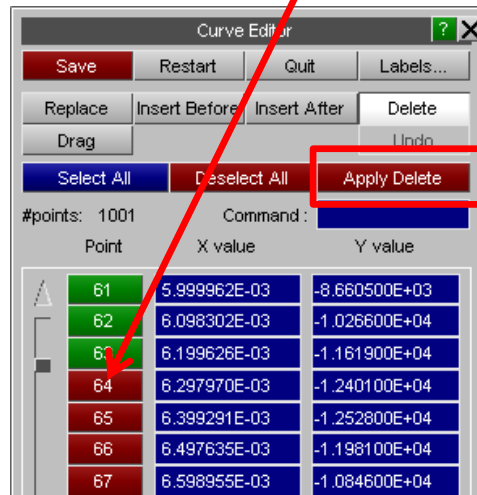 Curve Editor ? X
Save Restart Quit Labels...
Replace Insert Before Insert After Delete
Drag Undo
Select All Deselect All Apply Delete
#points: 1001 Command :
Point X value Y value
61 5.999962E-03 -8.660500E+03
62 6.098302E-03 -1.026600E+04
63 6.199626E-03 -1.161900E+04
64 6.297970E-03 -1.240100E+04
65 6.399291E-03 -1.252800E+04
66 6.497635E-03 -1.198100E+04
67 6.598955E-03 -1.084600E+04